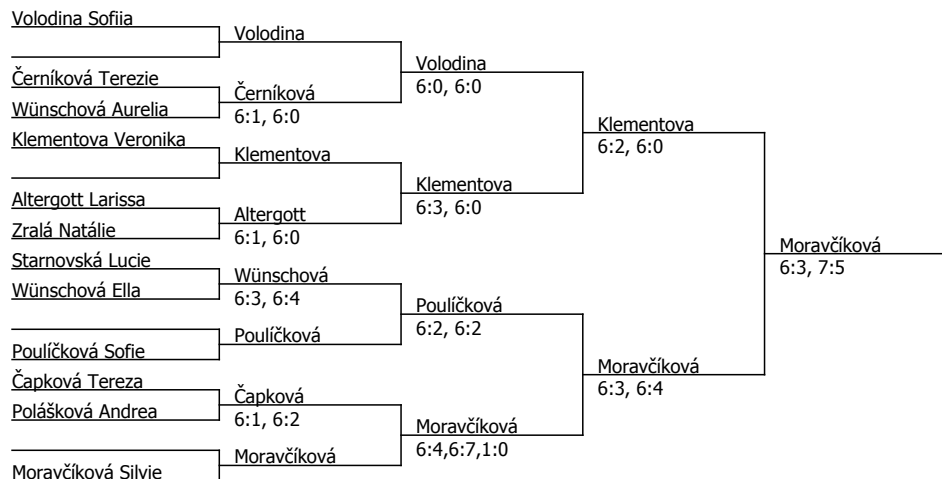 Volodina Sofiia
Volodina
Volodina
6:0, 6:0
Černíková Terezie
Černíková
6:1, 6:0
Wünschová Aurelia
Klementova
6:2, 6:0
Klementova Veronika
Klementova
Klementova
6:3, 6:0
Altergott Larissa
Altergott
6:1, 6:0
Zralá Natálie
Moravčíková
6:3, 7:5
Starnovská Lucie
Wünschová
6:3, 6:4
Wünschová Ella
Poulíčková
6:2, 6:2
Poulíčková
Poulíčková Sofie
Moravčíková
6:3, 6:4
Čapková Tereza
Čapková
6:1, 6:2
Polášková Andrea
Moravčíková
6:4,6:7,1:0
Moravčíková
Moravčíková Silvie